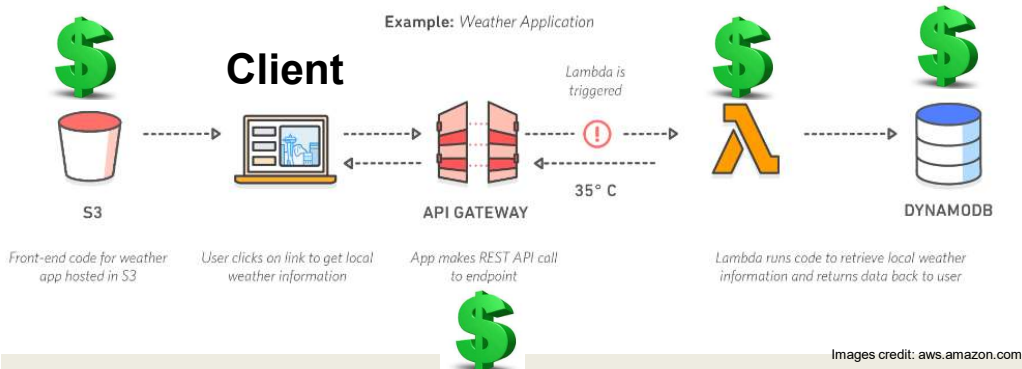 Example: Weather Application
Client
Lambda is
triggered
35° C
S3
API GATEWAY
DYNAMODB
Front-end code for weather
app hosted in S3
User clicks on link to get local
weather information
App makes REST API call
to endpoint
Lambda runs code to retrieve local weather
information and returns data back to user
Images credit: aws.amazon.com